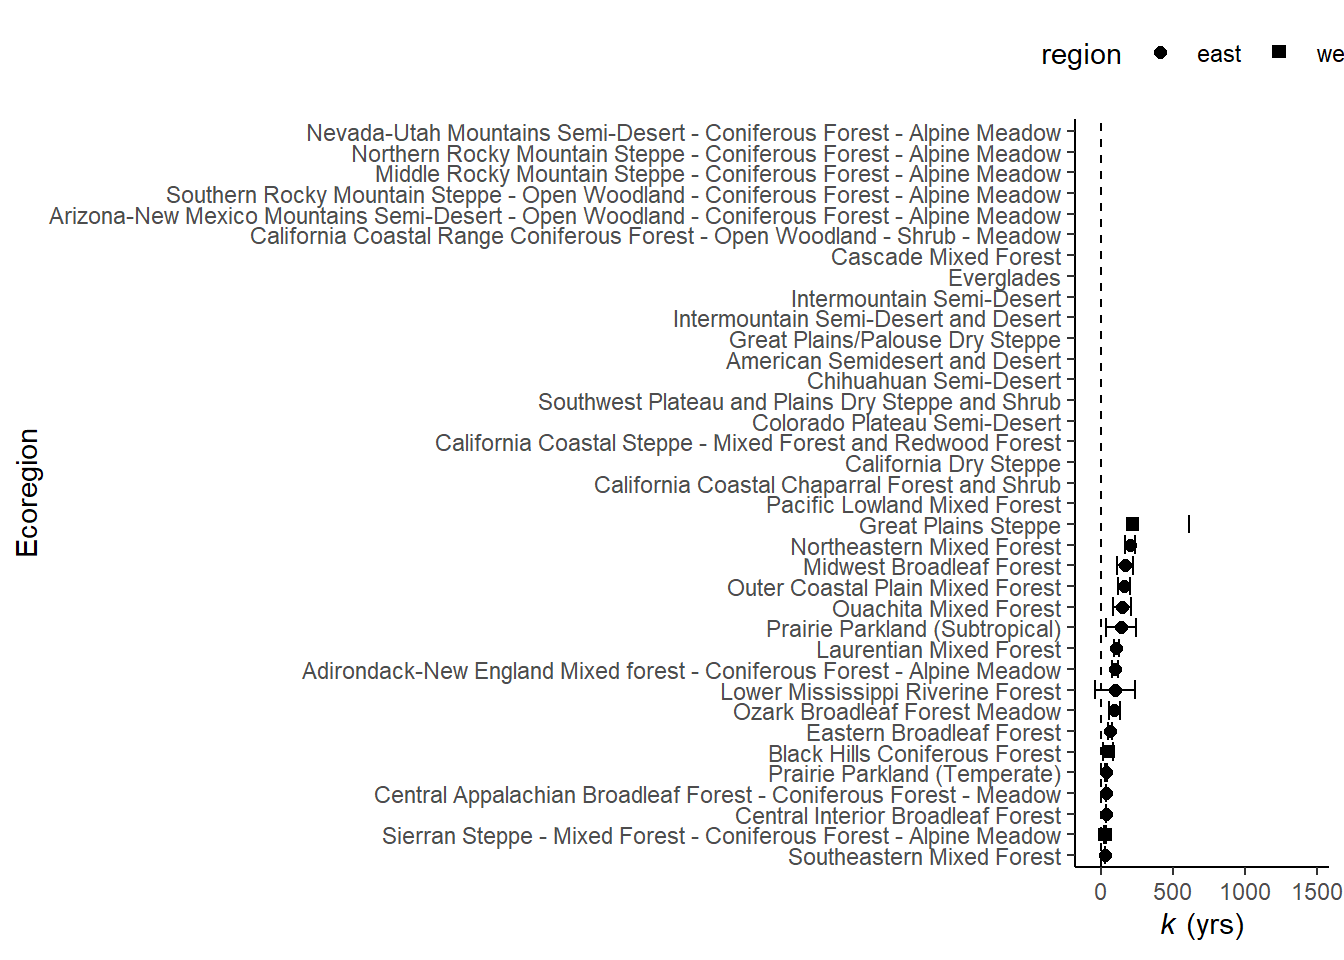 region east we
Nevada-Utah Mountains Semi-Desert - Coniferous Forest - Alpine Meadow
Northern Rocky Mountain Steppe - Coniferous Forest - Alpine Meadow
Middle Rocky Mountain Steppe - Coniferous Forest - Alpine Meadow
Southern Rocky Mountain Steppe - Open Woodland - Coniferous Forest - Alpine Meadow
Arizona-New Mexico Mountains Semi-Desert - Open Woodland - Coniferous Forest - Alpine Meadow
California Coastal Range Coniferous Forest - Open Woodland - Shrub - Meadow
Cascade Mixed Forest
Everglades
Intermountain Semi-Desert
Intermountain Semi-Desert and Desert
Great Plains/Palouse Dry Steppe
American Semidesert and Desert
Chihuahuan Semi-Desert
Southwest Plateau and Plains Dry Steppe and Shrub
Colorado Plateau Semi-Desert
California Coastal Steppe - Mixed Forest and Redwood Forest
California Dry Steppe
California Coastal Chaparral Forest and Shrub
Pacific Lowland Mixed Forest
Great Plains Steppe
Northeastern Mixed Forest
Midwest Broadleaf Forest
Outer Coastal Plain Mixed Forest
Ouachita Mixed Forest
Prairie Parkland (Subtropical)
Laurentian Mixed Forest
Adirondack-New England Mixed forest - Coniferous Forest - Alpine Meadow
Lower Mississippi Riverine Forest
Ozark Broadleaf Forest Meadow
Eastern Broadleaf Forest
Black Hills Coniferous Forest
Prairie Parkland (Temperate)
Central Appalachian Broadleaf Forest - Coniferous Forest - Meadow
Central Interior Broadleaf Forest
Sierran Steppe - Mixed Forest - Coniferous Forest - Alpine Meadow
Southeastern Mixed Forest
Ecoregion
0 500 1000 1500
k (yrs)